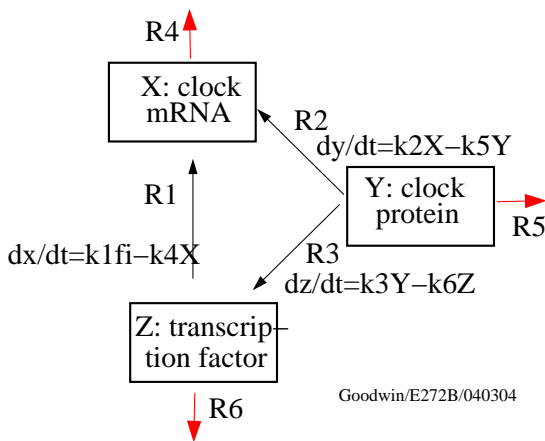 R4
X: clock
mRNA
R2
dy/dt=k2X−k5Y
R1
Y: clock
protein
R5
dx/dt=k1fi−k4X
R3
dz/dt=k3Y−k6Z
Z: transcrip−
tion factor
R6
Goodwin/E272B/040304